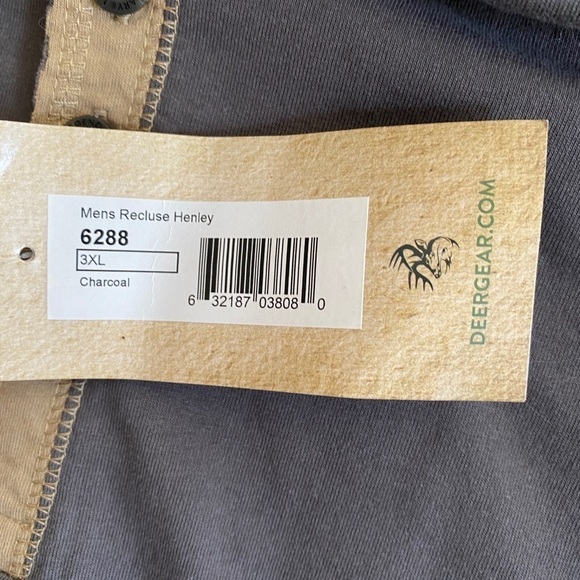 Mens Recluse Henley
6288
3XL
Charcoal
6 32187 03808 0
DEERGEAR.COM